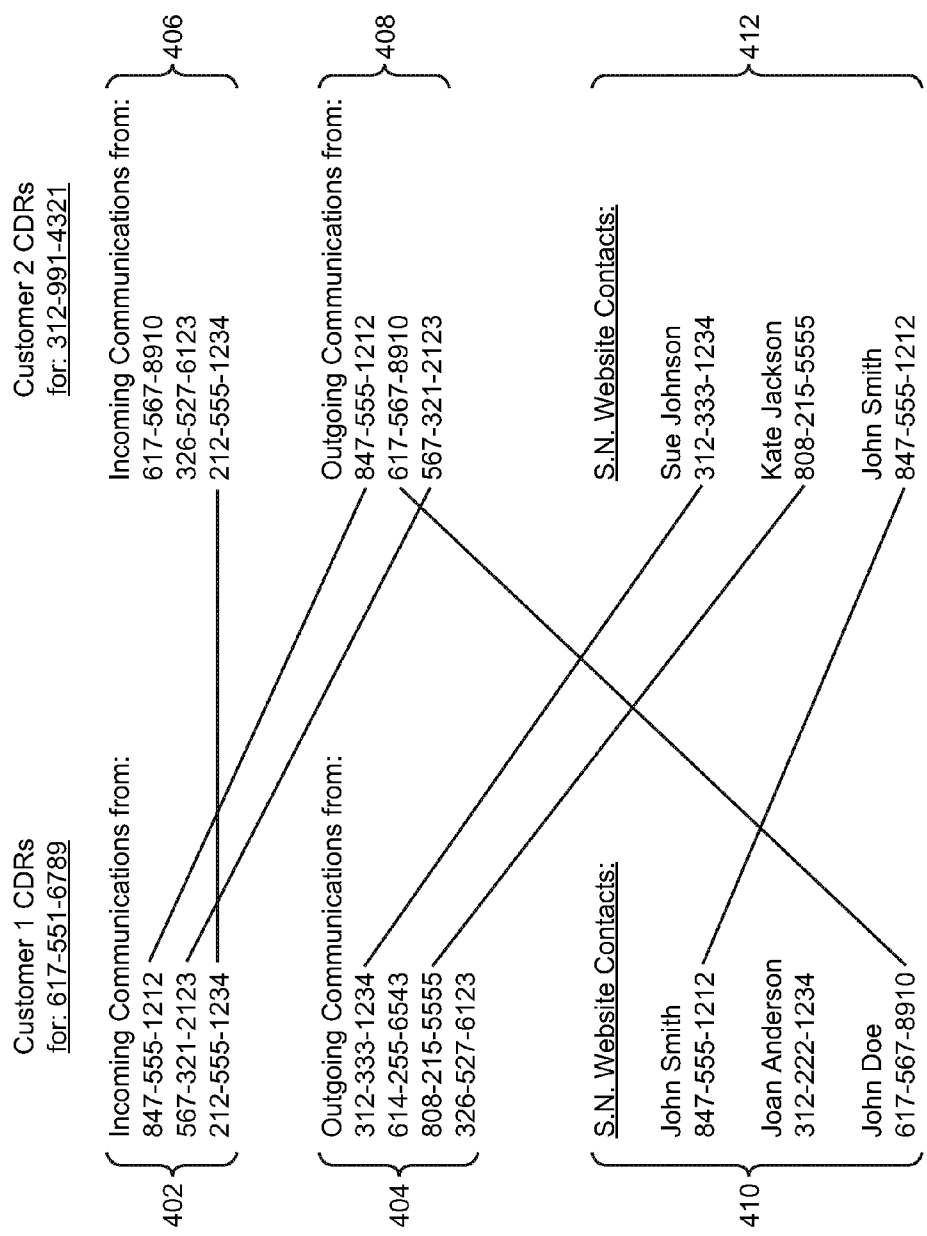 Customer 1 CDRs
for: 617-551-6789
402
Incoming Communications from:
847-555-1212
567-321-2123
212-555-1234
404
Outgoing Communications from:
312-333-1234
614-255-6543
808-215-5555
326-527-6123
410
S.N. Website Contacts:
John Smith
847-555-1212
Joan Anderson
312-222-1234
John Doe
617-567-8910
Customer 2 CDRs
for: 312-991-4321
Incoming Communications from:
617-567-8910
326-527-6123
212-555-1234
406
Outgoing Communications from:
847-555-1212
617-567-8910
567-321-2123
408
S.N. Website Contacts:
Sue Johnson
312-333-1234
Kate Jackson
808-215-5555
John Smith
847-555-1212
412